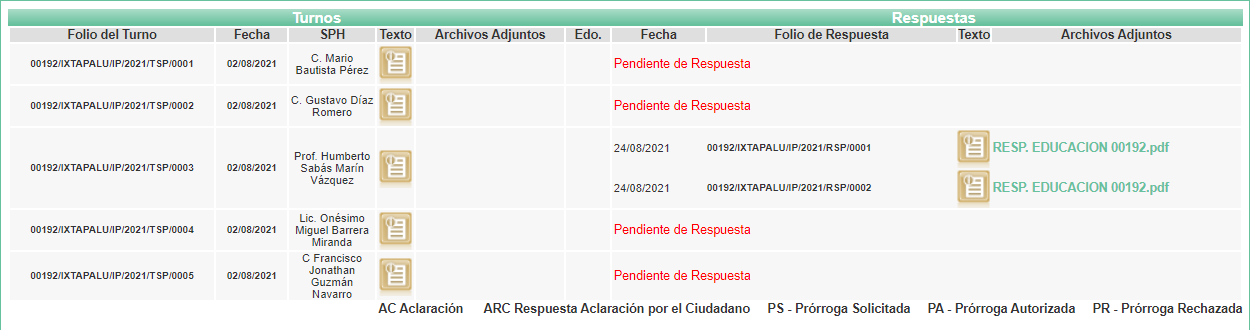 Turnos Respuestas
Folio del Turno Fecha SPH Texto Archivos Adjuntos Edo. Fecha Folio de Respuesta Texto Archivos Adjuntos
00192/IXTAPALU/IP/2021/TSP/0001 02/08/2021 C. Mario
Bautista Pérez
Pendiente de Respuesta
00192/IXTAPALU/IP/2021/TSP/0002 02/08/2021 C. Gustavo Díaz
Romero
Pendiente de Respuesta
00192/IXTAPALU/IP/2021/TSP/0003 02/08/2021 Prof. Humberto
Sabás Marín
Vázquez
24/08/2021 00192/IXTAPALU/IP/2021/RSP/0001 RESP. EDUCACION 00192.pdf
24/08/2021 00192/IXTAPALU/IP/2021/RSP/0002 RESP. EDUCACION 00192.pdf
00192/IXTAPALU/IP/2021/TSP/0004 02/08/2021 Lic. Onésimo
Miguel Barrera
Miranda
Pendiente de Respuesta
00192/IXTAPALU/IP/2021/TSP/0005 02/08/2021 C Francisco
Jonathan
Guzmán
Navarro
Pendiente de Respuesta
AC Aclaración ARC Respuesta Aclaración por el Ciudadano PS - Prórroga Solicitada PA - Prórroga Autorizada PR - Prórroga Rechazada